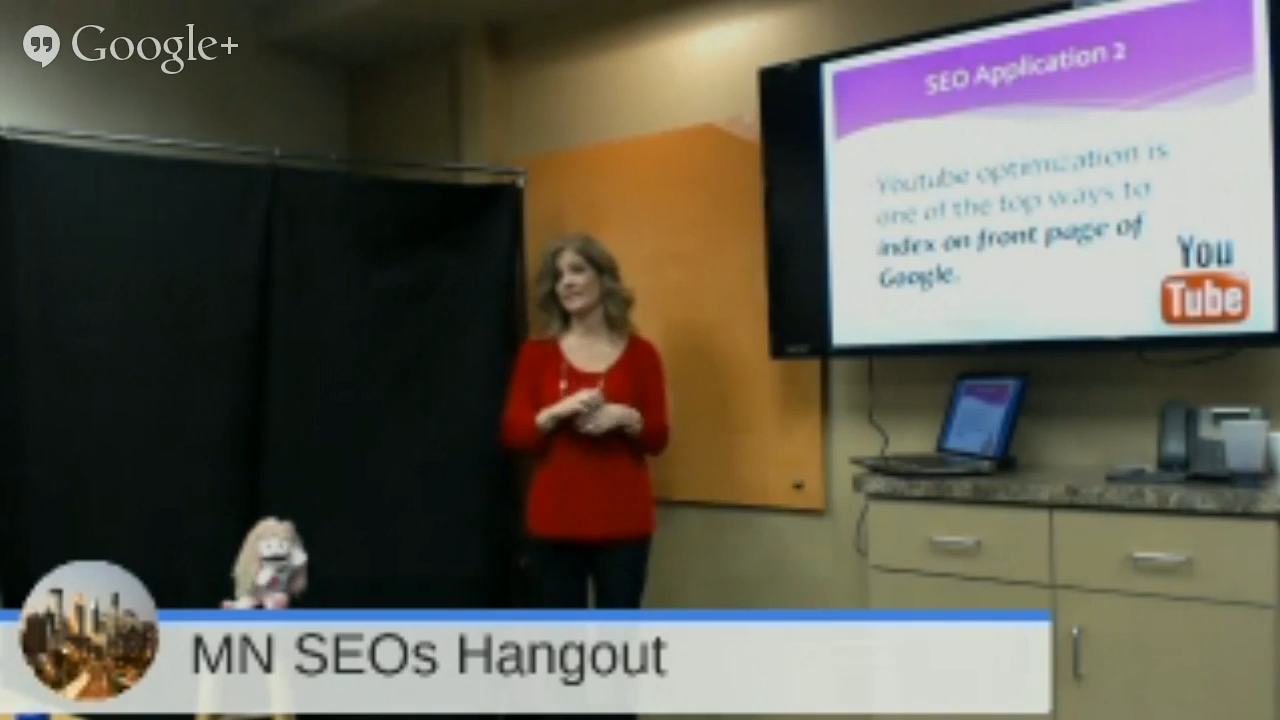 Google+
SEO Application 2
Youtube optimization is
one of the top ways to
index on front page of
Google.
You
Tube
MN SEOs Hangout